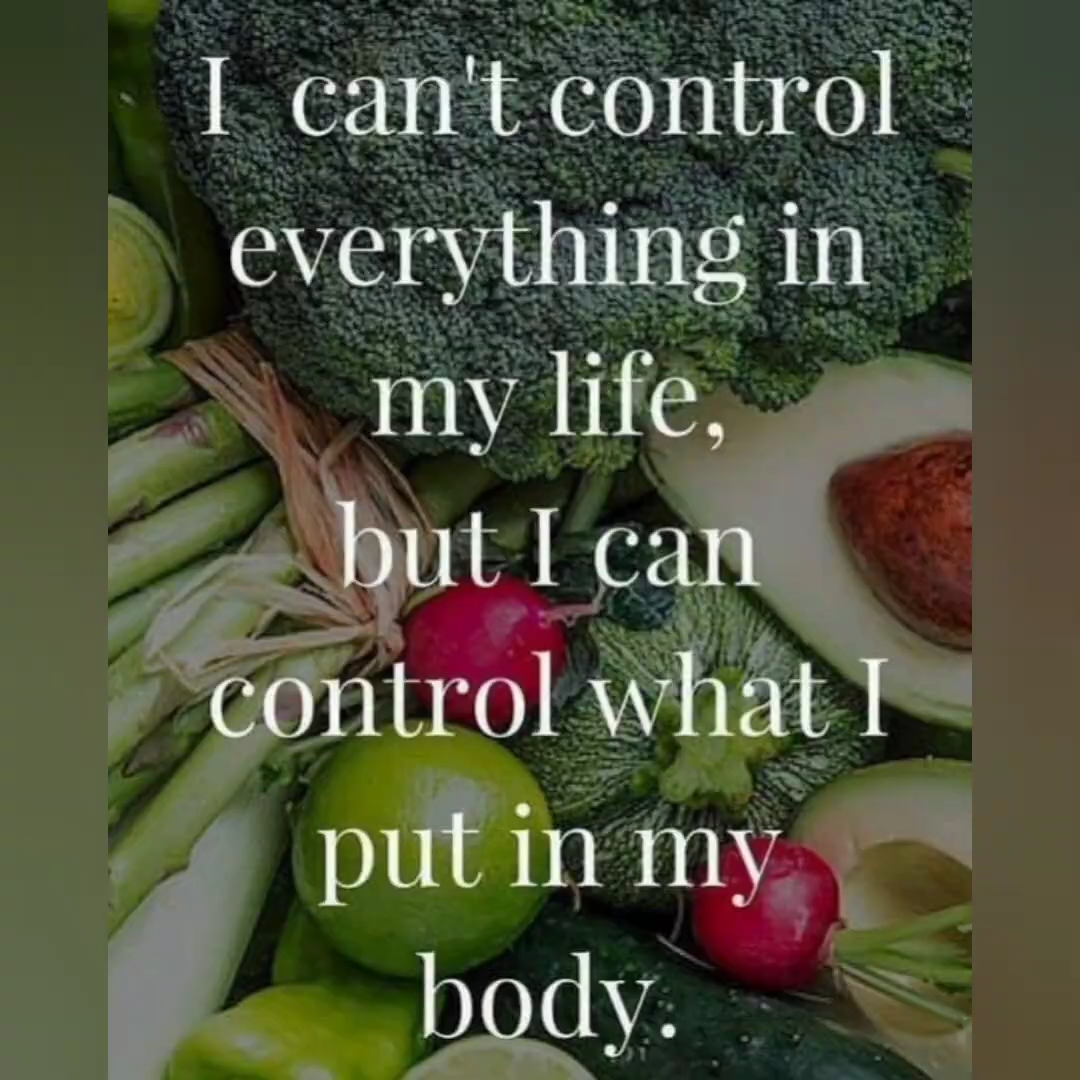 I can't control
everything in
my life,
but I can
control what I
put in my
body.